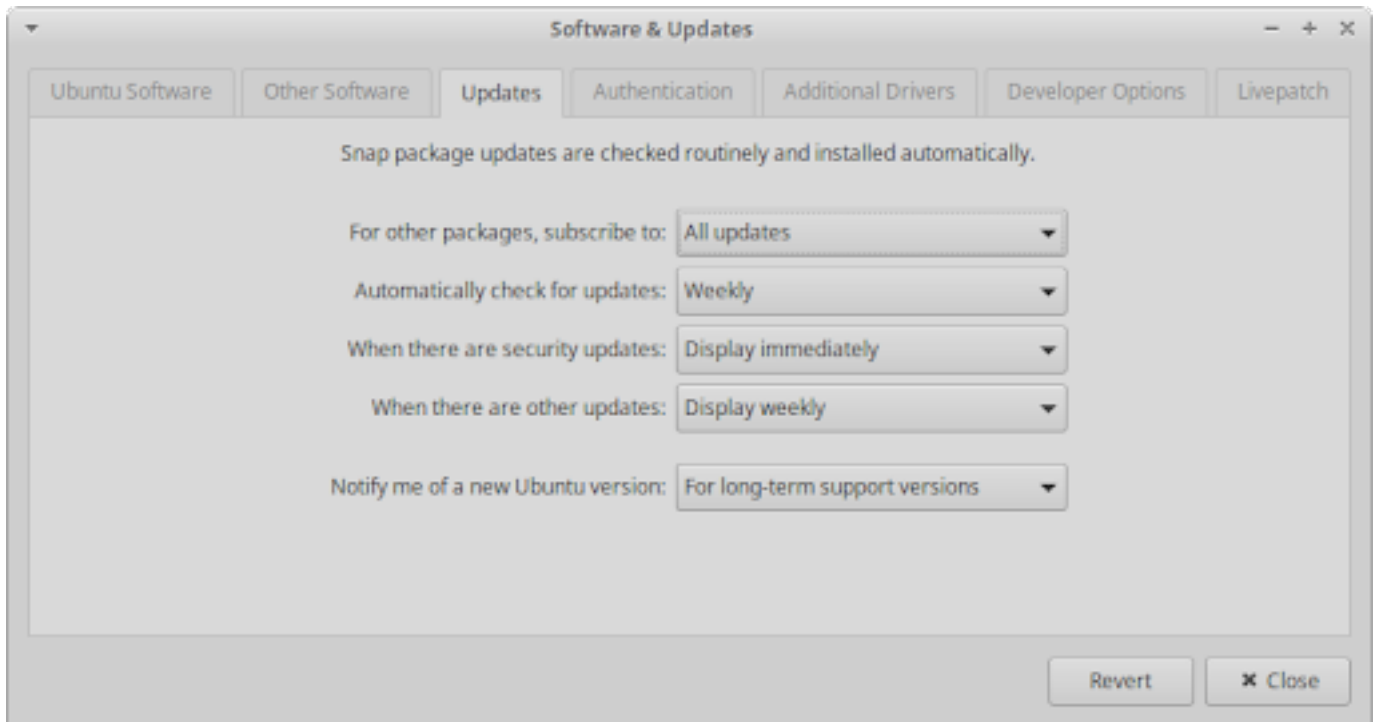 Software & Updates
Ubuntu Software Other Software Updates Authentication Additional Drivers Developer Options Livepatch
Snap package updates are checked routinely and installed automatically.
For other packages, subscribe to: All updates
Automatically check for updates: Weekly
When there are security updates: Display immediately
When there are other updates: Display weekly
Notify me of a new Ubuntu version: For long-term support versions
Revert Close